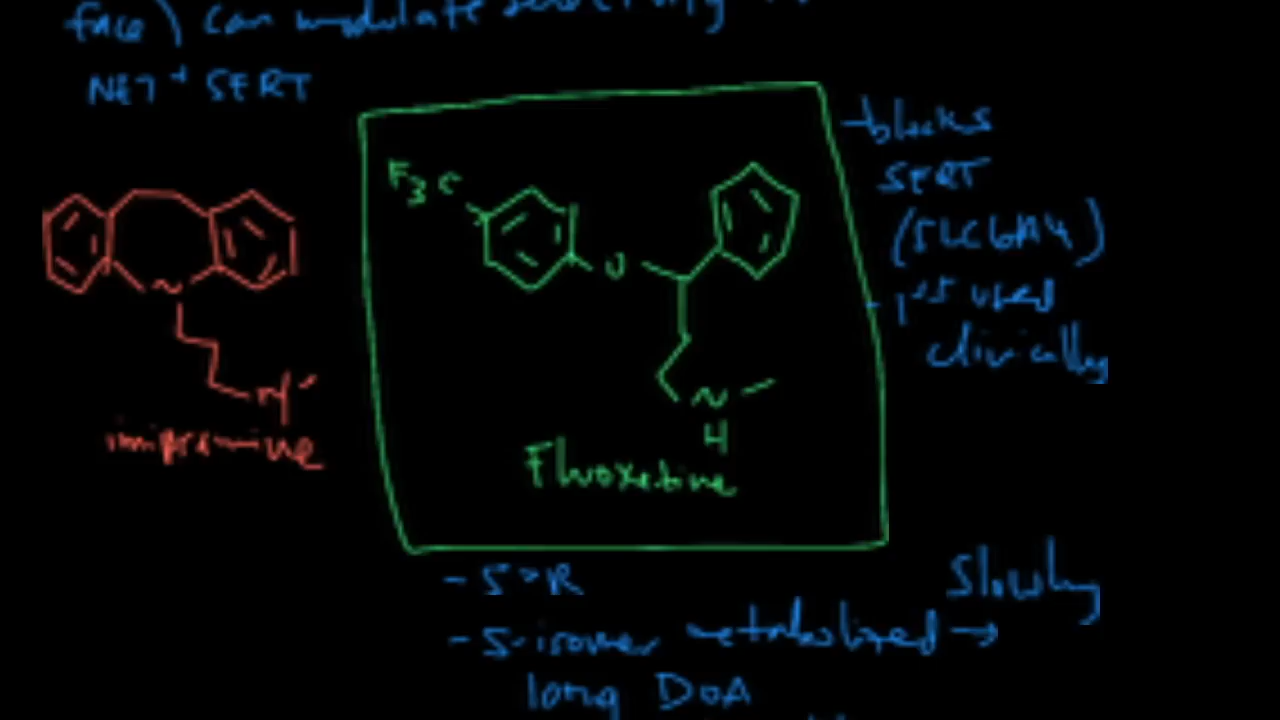 face) can modulate selectivity
NET + SERT
F3C
O
N
H
Fluoxetine
N
N
imipramine
- blocks
SERT
(SLC6A4)
- 1st used
clinically
- S > R
- S-isomer metabolized → Slowly
long DoA